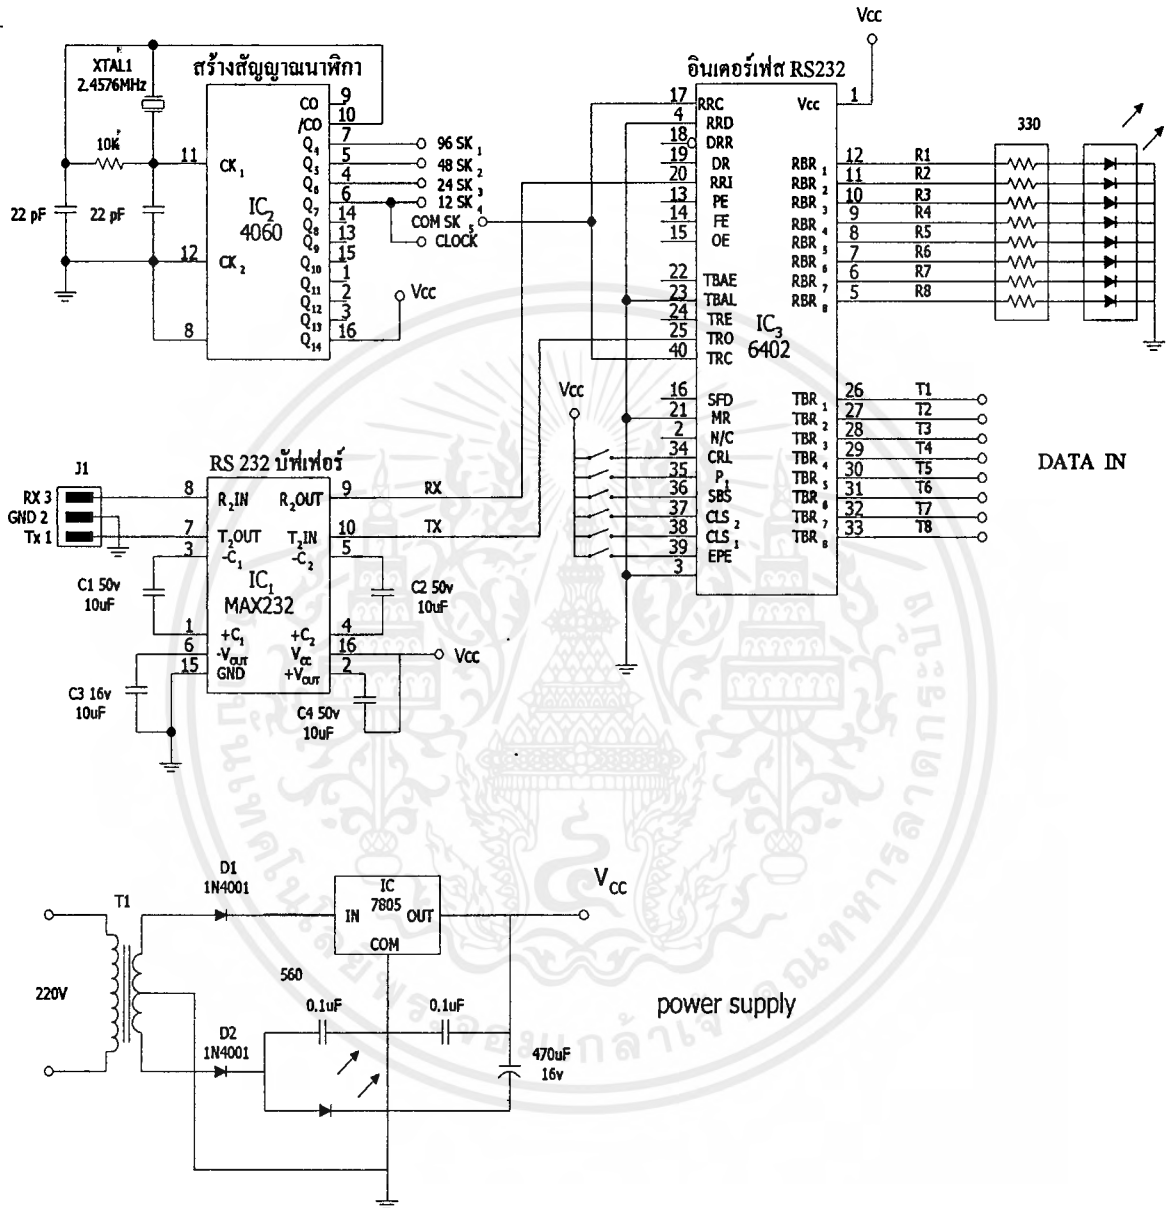 Vcc
สร้างสัญญาณนาฬิกา
อินเตอร์เฟส RS232
XTAL1
2.4576MHz
10K
22 pF
22 pF
11 CK1
12 CK2
8
IC2
4060
CO 9
/CO 10
Q4 7
Q5 5
Q6 4
Q7 6
Q8 14
Q9 13
Q10 15
Q11 1
Q12 2
Q13 3
Q14 16
96 SK1
48 SK2
24 SK3
12 SK4
COM SK5
CLOCK
Vcc
17 RRC
4 RRD
18 DRR
19 DR
20 RRI
13 PE
14 FE
15 OE
22 TBAE
23 TBAL
24 TRE
25 TRO
40 TRC
16 SFD
21 MR
2 N/C
34 CRL
35 P1
36 SBS
37 CLS2
38 CLS1
39 EPE
3
IC3
6402
Vcc 1
RBR1 12 R1
RBR2 11 R2
RBR3 10 R3
RBR4 9 R4
RBR5 8 R5
RBR6 7 R6
RBR7 6 R7
RBR8 5 R8
330
TBR1 26 T1
TBR2 27 T2
TBR3 28 T3
TBR4 29 T4
TBR5 30 T5
TBR6 31 T6
TBR7 32 T7
TBR8 33 T8
DATA IN
Vcc
RS 232 บัฟเฟอร์
J1
RX 3
GND 2
Tx 1
8 R2IN
R2OUT 9
RX
7 T2OUT
T2IN 10
TX
3 -C1
-C2 5
IC1
MAX232
C1 50v
10uF
C2 50v
10uF
1 +C1
+C2 4
6 -VOUT
VCC 16
Vcc
15 GND
+VOUT 2
C3 16v
10uF
C4 50v
10uF
T1
220V
D1
1N4001
IC
7805
IN OUT
COM
VCC
560
0.1uF
0.1uF
D2
1N4001
470uF
16v
power supply